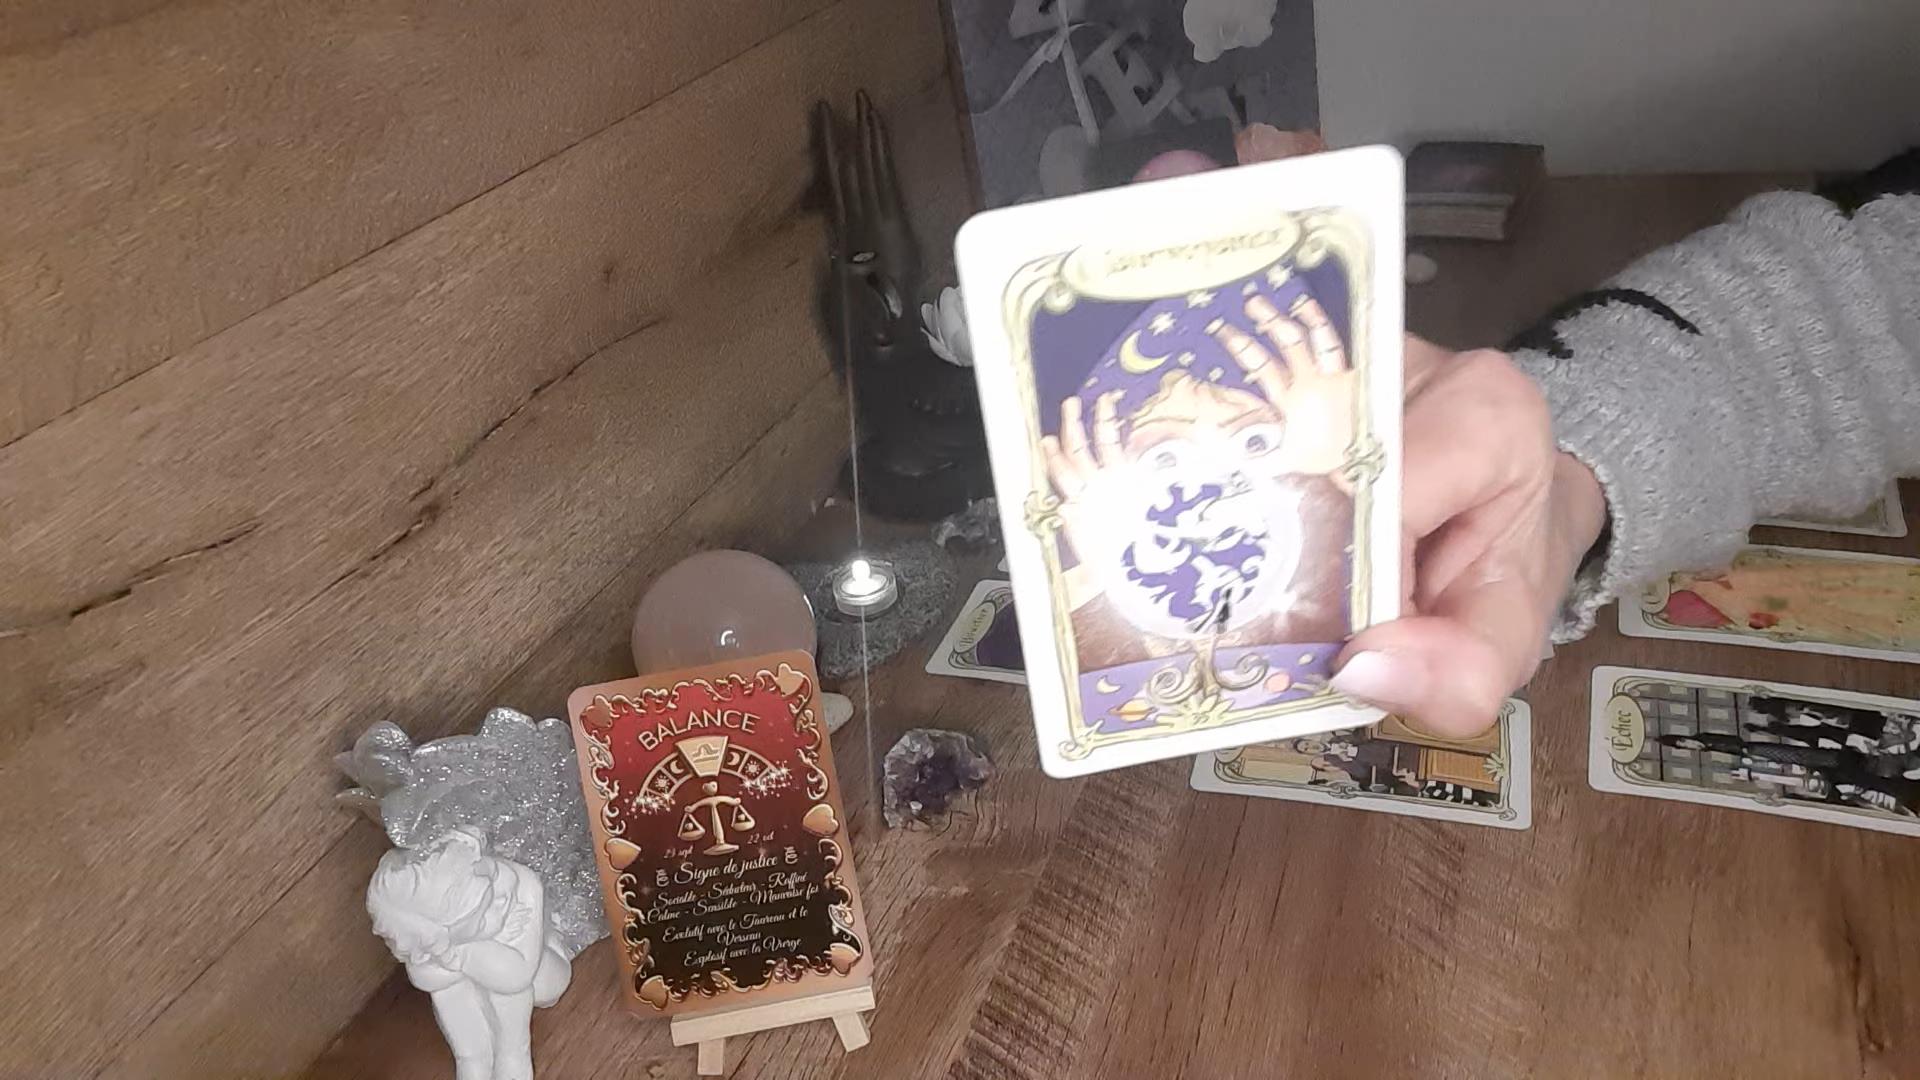 BALANCE
23 sept 22 oct
Signe de justice
Sociable - Séducteur - Raffiné
Calme - Sensible - Mauvaise foi
Evolutif avec le Taureau et le
Verseau
Explosif avec la Vierge
Échec